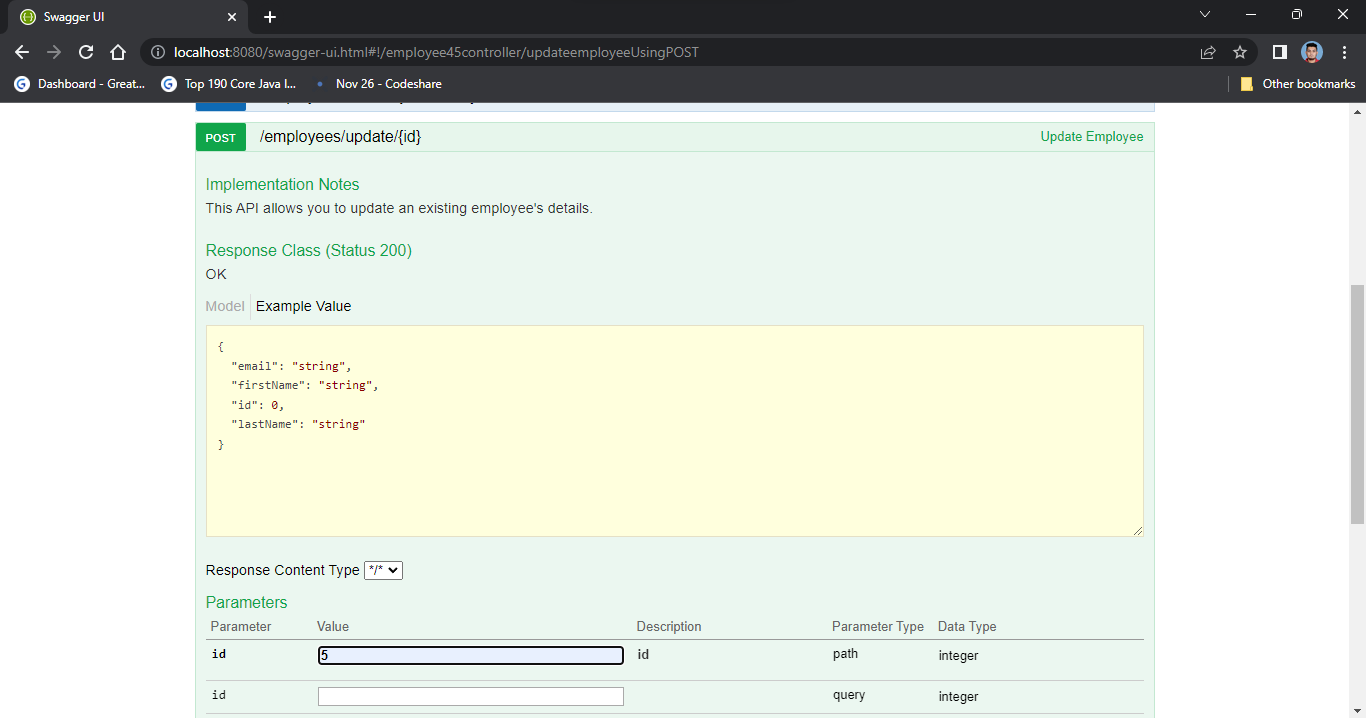 Swagger UI
localhost:8080/swagger-ui.html#!/employee45controller/updateemployeeUsingPOST
Dashboard - Great...
Top 190 Core Java I...
Nov 26 - Codeshare
Other bookmarks
POST /employees/update/{id} Update Employee
Implementation Notes
This API allows you to update an existing employee's details.
Response Class (Status 200)
OK
Model Example Value
{
"email": "string",
"firstName": "string",
"id": 0,
"lastName": "string"
}
Response Content Type */*
Parameters
Parameter Value Description Parameter Type Data Type
id 5 id path integer
id query integer